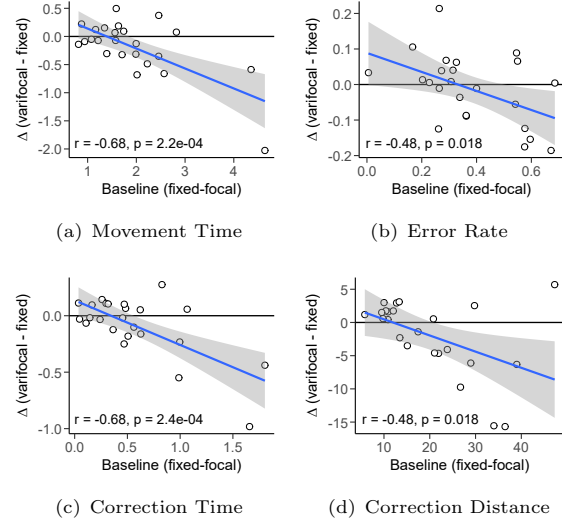 Δ (varifocal - fixed)
0.5
0.0
-0.5
-1.0
-1.5
-2.0
r = -0.68, p = 2.2e-04
1 2 3 4
Baseline (fixed-focal)
(a) Movement Time
Δ (varifocal - fixed)
0.2
0.1
0.0
-0.1
-0.2
r = -0.48, p = 0.018
0.0 0.2 0.4 0.6
Baseline (fixed-focal)
(b) Error Rate
Δ (varifocal - fixed)
0.0
-0.5
-1.0
r = -0.68, p = 2.4e-04
0.0 0.5 1.0 1.5
Baseline (fixed-focal)
(c) Correction Time
Δ (varifocal - fixed)
5
0
-5
-10
-15
r = -0.48, p = 0.018
10 20 30 40
Baseline (fixed-focal)
(d) Correction Distance